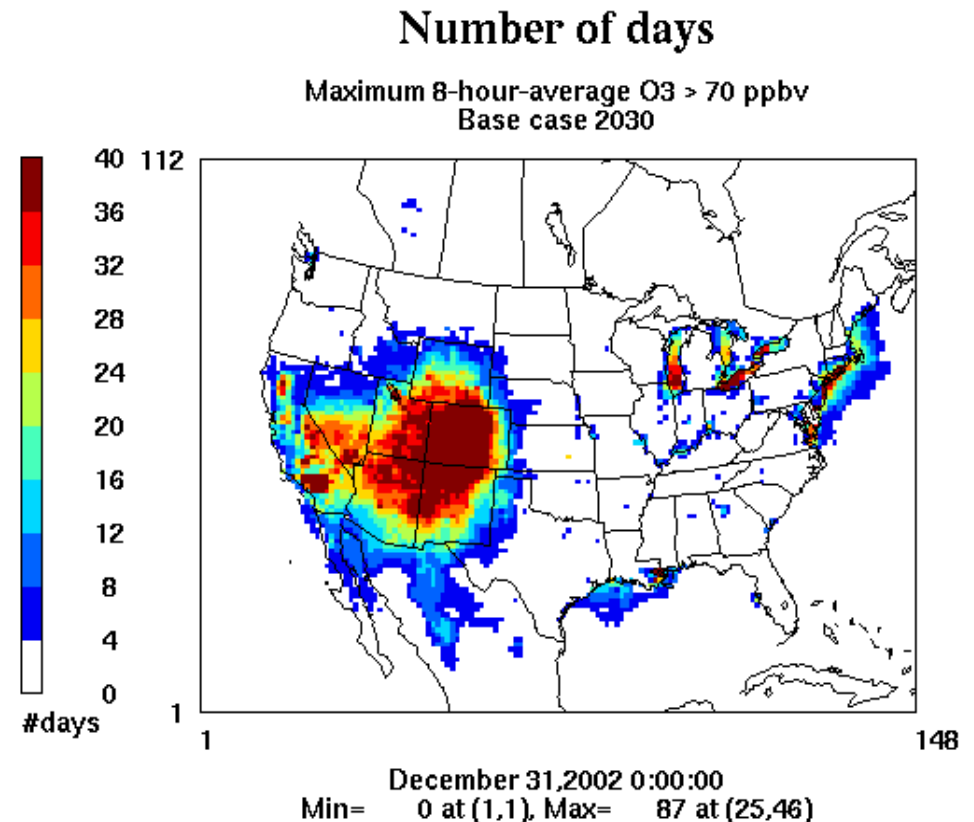 Number of days
Maximum 8-hour-average O3 > 70 ppbv
Base case 2030
40
36
32
28
24
20
16
12
8
4
0
#days
112
1
1
148
December 31,2002 0:00:00
Min= 0 at (1,1), Max= 87 at (25,46)